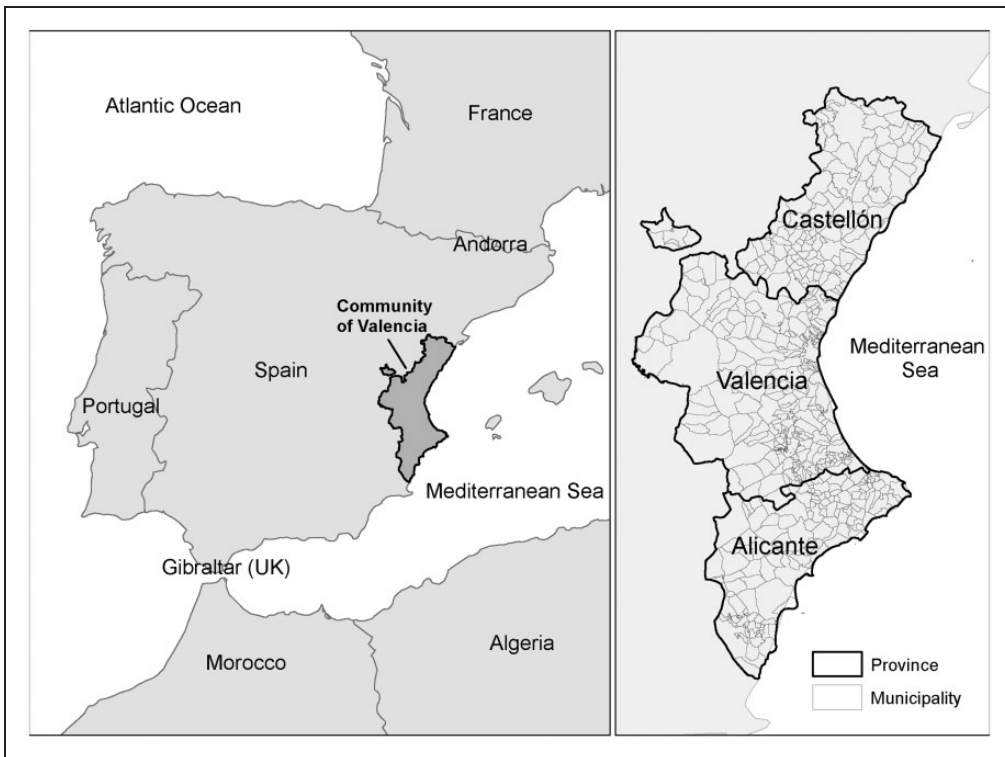 Atlantic Ocean
France
Andorra
Community
of Valencia
Spain
Portugal
Mediterranean Sea
Gibraltar (UK)
Morocco
Algeria
Castellón
Mediterranean
Sea
Valencia
Alicante
Province
Municipality